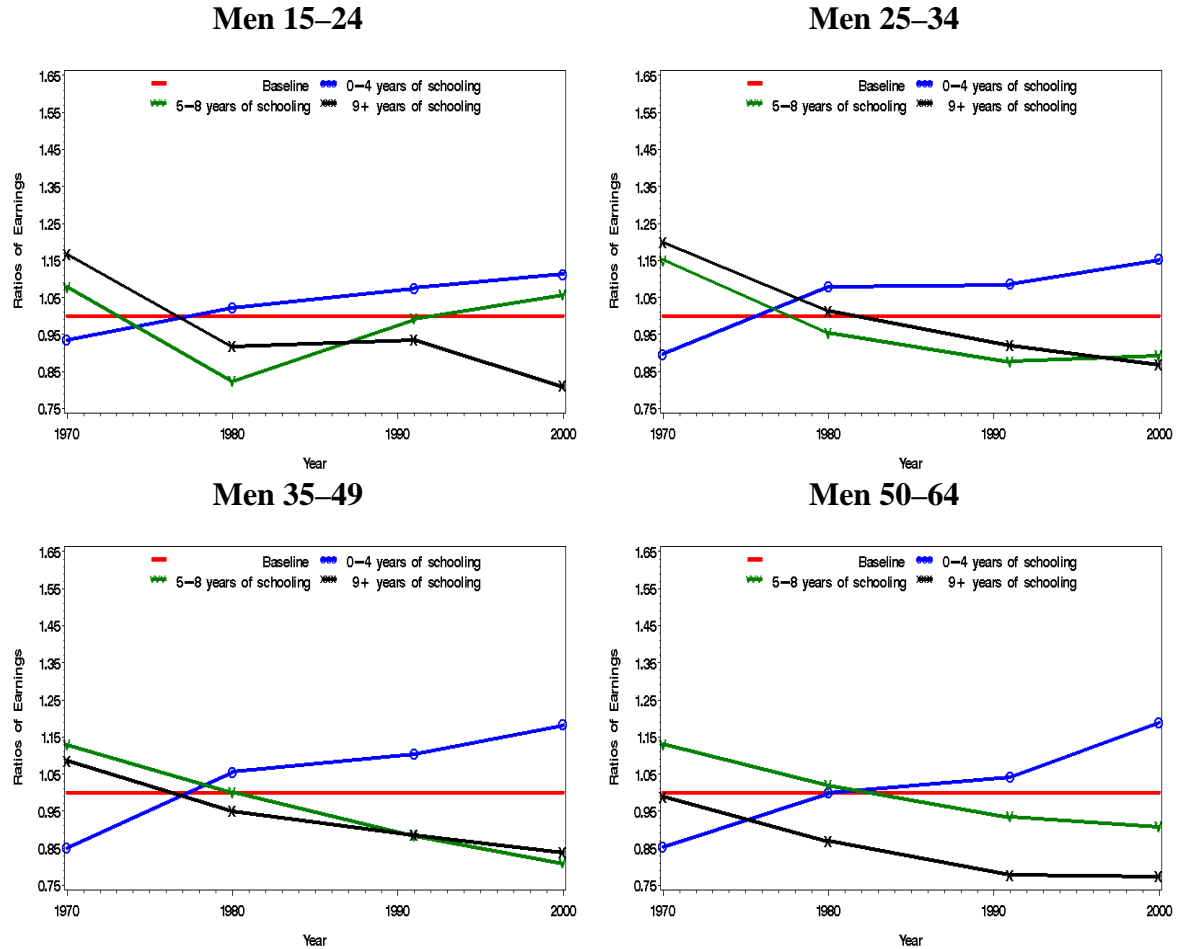 Men 15–24
Baseline 0–4 years of schooling
5–8 years of schooling 9+ years of schooling
Ratios of Earnings
1.65
1.55
1.45
1.35
1.25
1.15
1.05
0.95
0.85
0.75
1970 1980 1990 2000
Year
Men 25–34
Baseline 0–4 years of schooling
5–8 years of schooling 9+ years of schooling
Ratios of Earnings
1.65
1.55
1.45
1.35
1.25
1.15
1.05
0.95
0.85
0.75
1970 1980 1990 2000
Year
Men 35–49
Baseline 0–4 years of schooling
5–8 years of schooling 9+ years of schooling
Ratios of Earnings
1.65
1.55
1.45
1.35
1.25
1.15
1.05
0.95
0.85
0.75
1970 1980 1990 2000
Year
Men 50–64
Baseline 0–4 years of schooling
5–8 years of schooling 9+ years of schooling
Ratios of Earnings
1.65
1.55
1.45
1.35
1.25
1.15
1.05
0.95
0.85
0.75
1970 1980 1990 2000
Year